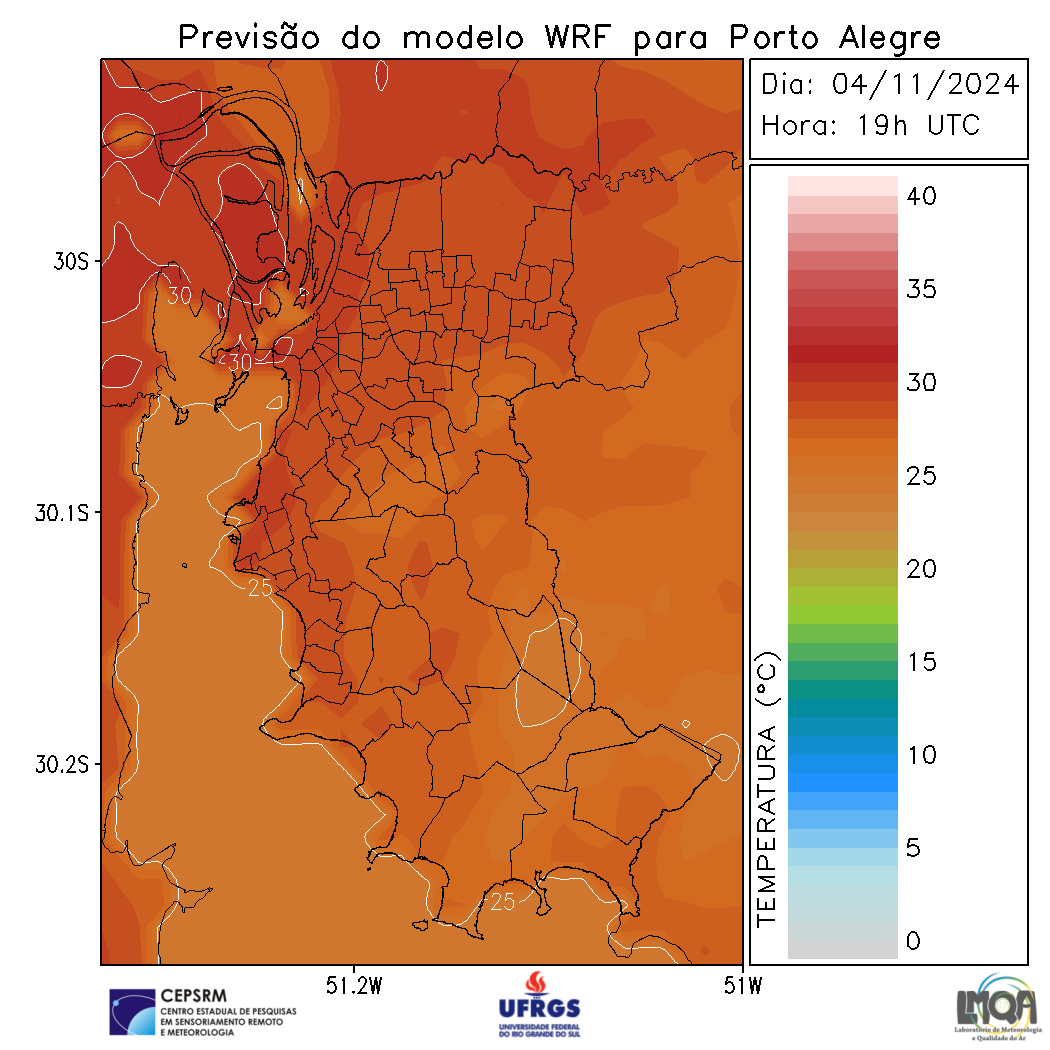 Previsão do modelo WRF para Porto Alegre
Dia: 04/11/2024
Hora: 19h UTC
30S
30.1S
30.2S
51.2W
51W
30
30
25
25
TEMPERATURA (°C)
40
35
30
25
20
15
10
5
0
CEPSRM
CENTRO ESTADUAL DE PESQUISAS
EM SENSORIAMENTO REMOTO
E METEOROLOGIA
UFRGS
UNIVERSIDADE FEDERAL
DO RIO GRANDE DO SUL
LMQA
Laboratório de Meteorologia
e Qualidade do Ar